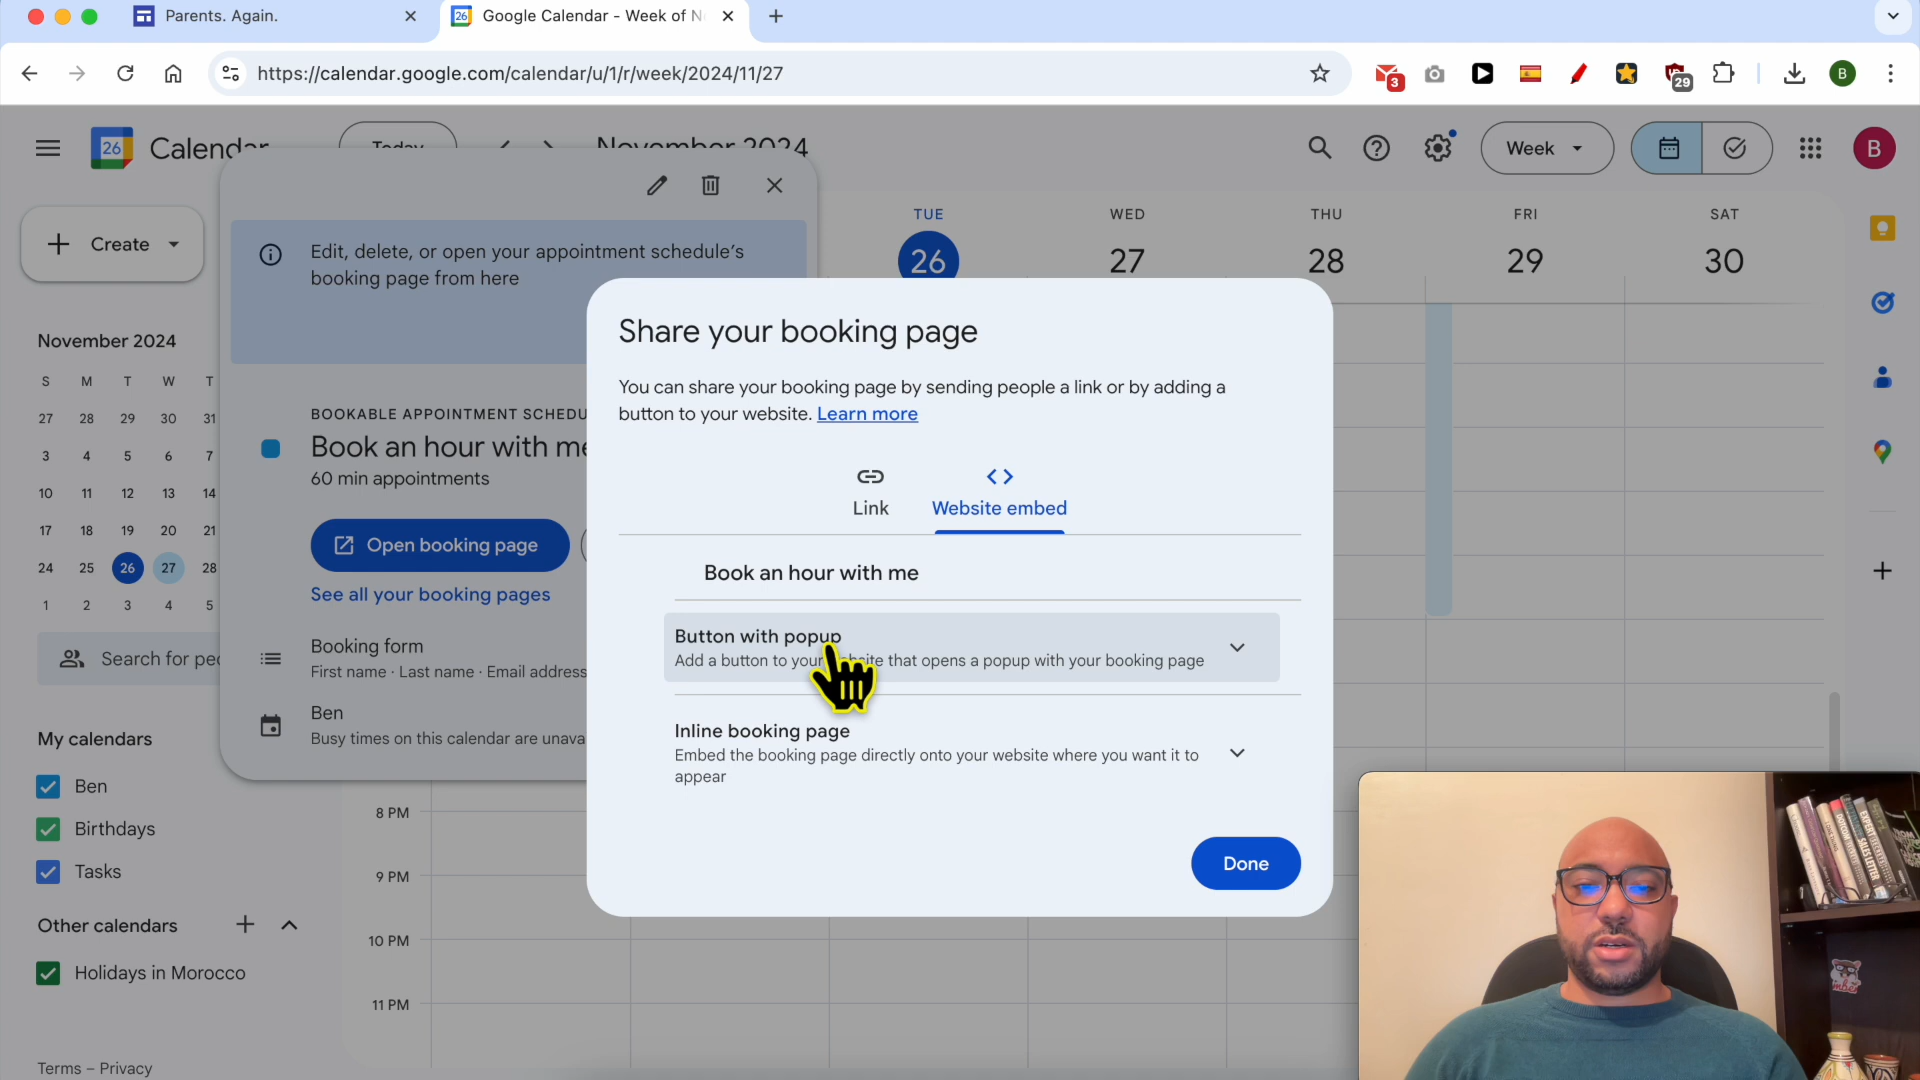 Parents. Again.
26
Google Calendar - Week of N
https://calendar.google.com/calendar/u/1/r/week/2024/11/27
3
29
B
26
Calendar
Today
November 2024
Week
B
Create
Edit, delete, or open your appointment schedule's
booking page from here
TUE
WED
THU
FRI
SAT
26
27
28
29
30
November 2024
S M T W T
27 28 29 30 31
3 4 5 6 7
10 11 12 13 14
17 18 19 20 21
24 25 26 27 28
1 2 3 4 5
Search for peo
BOOKABLE APPOINTMENT SCHEDU
Book an hour with me
60 min appointments
Open booking page
See all your booking pages
Booking form
First name · Last name · Email address
Ben
Busy times on this calendar are unava
Share your booking page
You can share your booking page by sending people a link or by adding a
button to your website. Learn more
Link
Website embed
Book an hour with me
Button with popup
Add a button to your website that opens a popup with your booking page
Inline booking page
Embed the booking page directly onto your website where you want it to
appear
Done
My calendars
Ben
Birthdays
Tasks
Other calendars
Holidays in Morocco
8 PM
9 PM
10 PM
11 PM
Terms – Privacy
DOTCOM
EXPERT
SALES LETTER